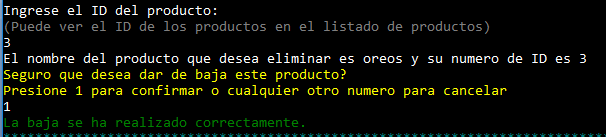 Ingrese el ID del producto:
(Puede ver el ID de los productos en el listado de productos)
3
El nombre del producto que desea eliminar es oreos y su numero de ID es 3
Seguro que desea dar de baja este producto?
Presione 1 para confirmar o cualquier otro numero para cancelar
1
La baja se ha realizado correctamente.